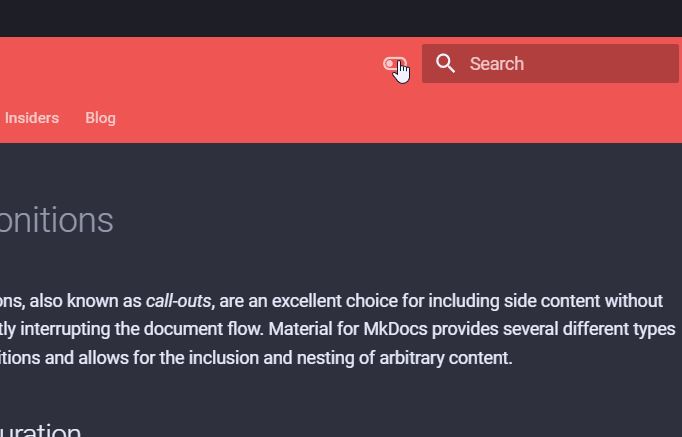 Search
Insiders Blog
onitions
ons, also known as call-outs, are an excellent choice for including side content without
tly interrupting the document flow. Material for MkDocs provides several different types
itions and allows for the inclusion and nesting of arbitrary content.
uration